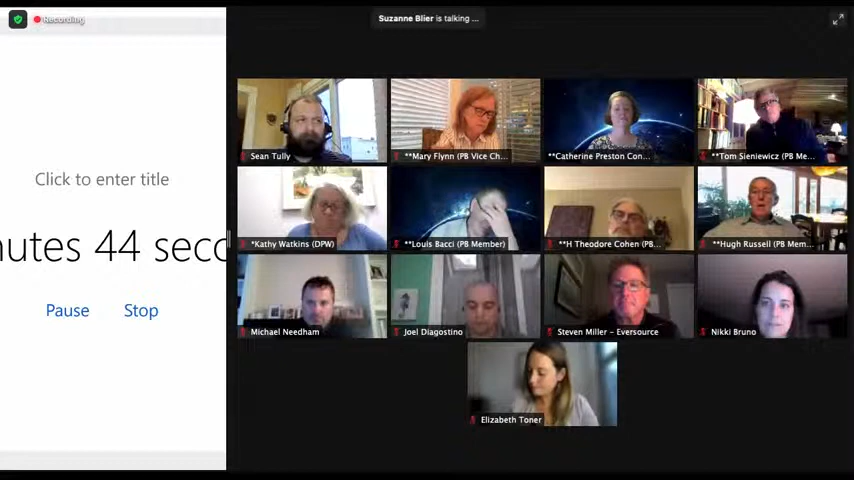 Recording
Suzanne Blier is talking ...
Click to enter title
nutes 44 secc
Pause
Stop
Sean Tully
**Mary Flynn (PB Vice Ch...
**Catherine Preston Con...
**Tom Sieniewicz (PB Me...
*Kathy Watkins (DPW)
**Louis Bacci (PB Member)
**H Theodore Cohen (PB...
**Hugh Russell (PB Mem...
Michael Needham
Joel Diagostino
Steven Miller - Eversource
Nikki Bruno
Elizabeth Toner